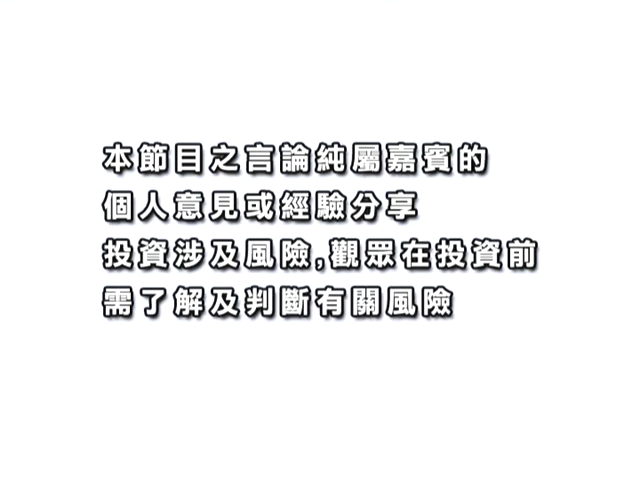 本節目之言論純屬嘉賓的
個人意見或經驗分享
投資涉及風險,觀眾在投資前
需了解及判斷有關風險